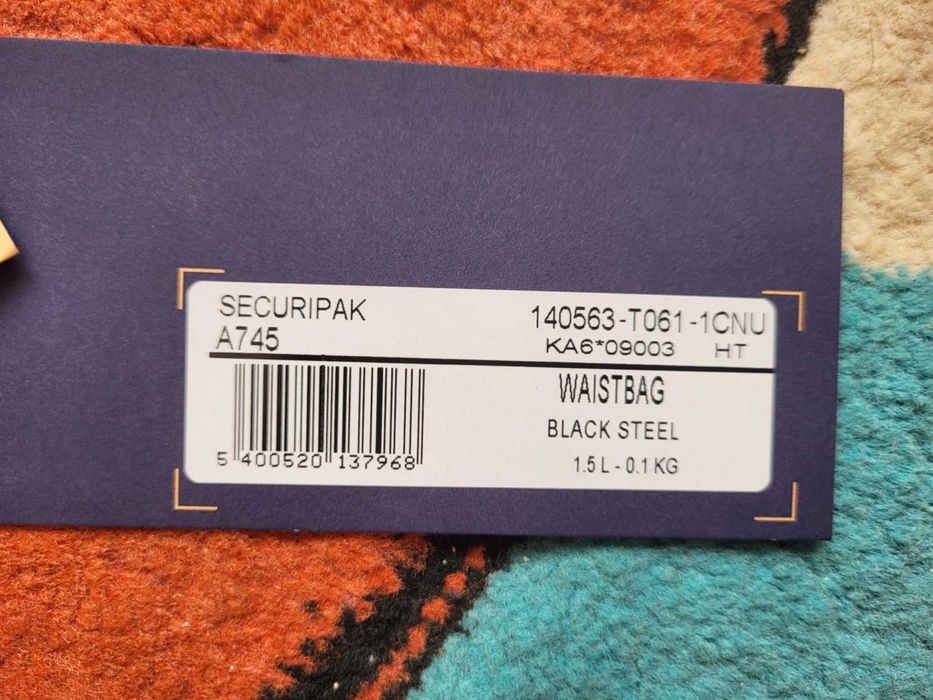 SECURIPAK 140563-T061-1CNU
A745 KA6*09003 HT
WAISTBAG
BLACK STEEL
1.5 L - 0.1 KG
5 400520 137968